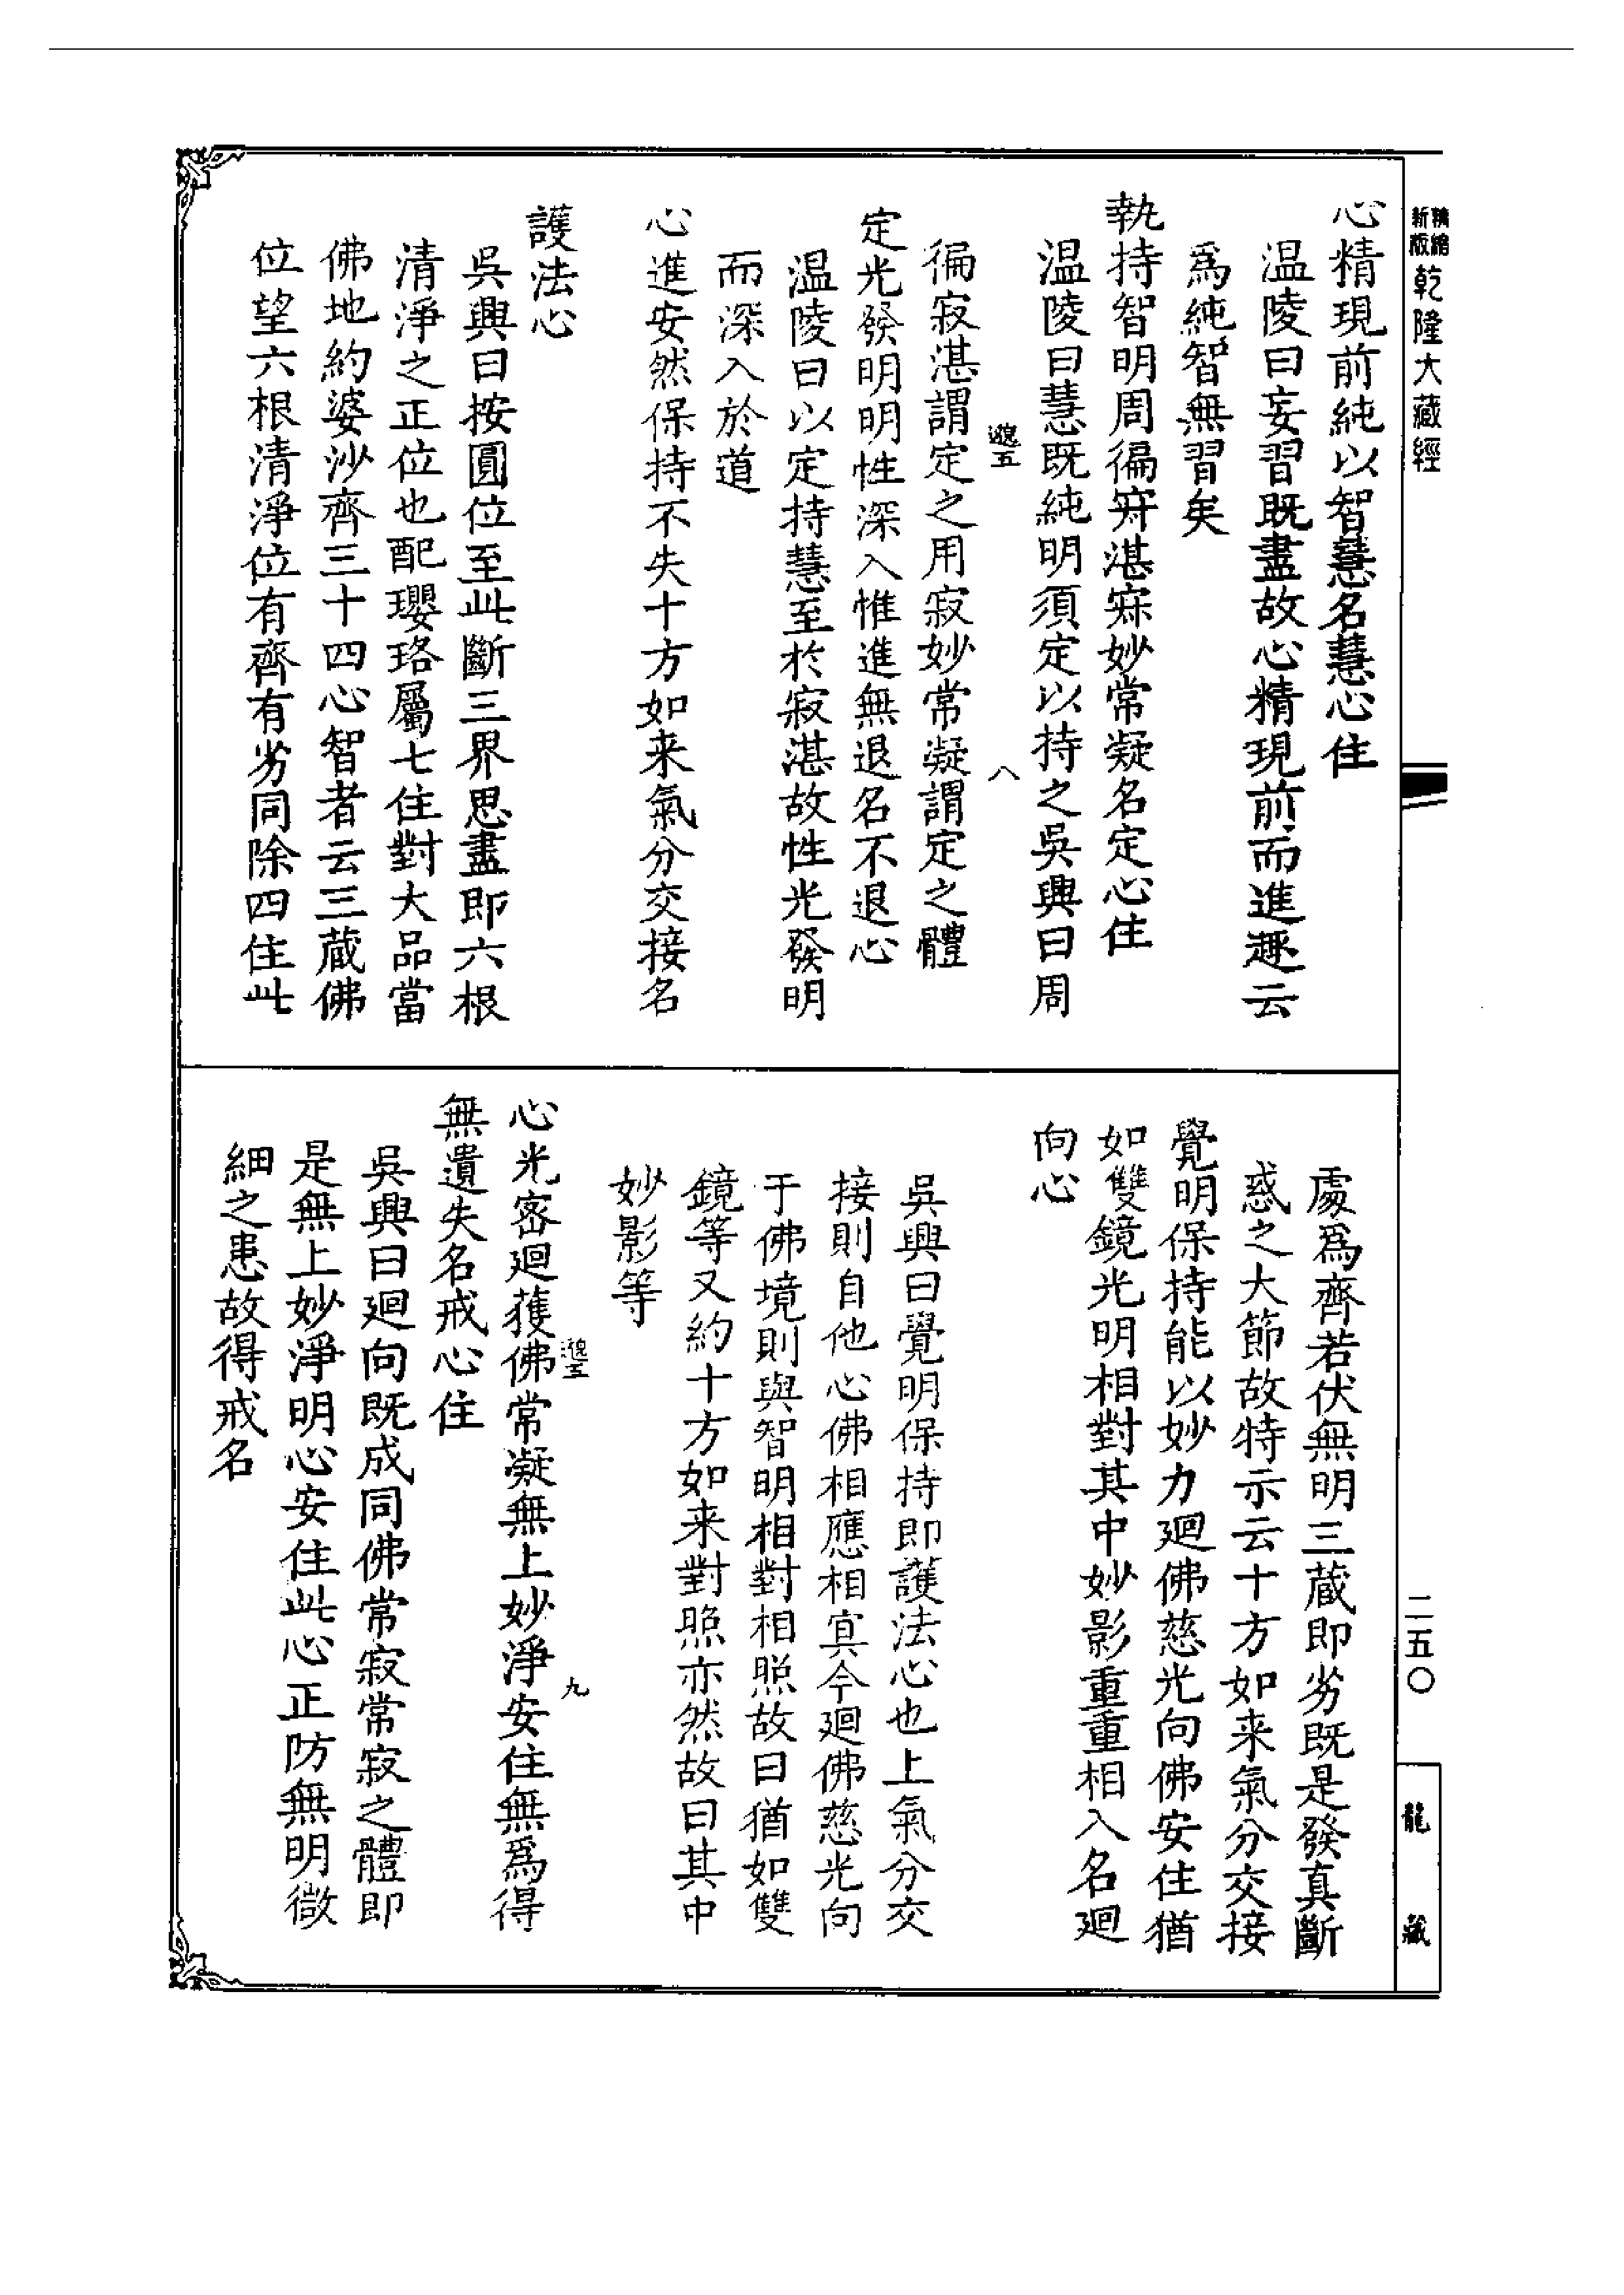 精縮
新版
乾隆大藏經
心精現前純以智慧名慧心住
溫陵曰妄習既盡故心精現前而進趣云
爲純智無習矣
執持智明周徧寂湛寂妙常凝名定心住
溫陵曰慧既純明須定以持之吳興曰周
八
徧寂湛謂定之用寂妙常凝謂定之體
定光發明明性深入惟進無退名不退心
溫陵曰以定持慧至於寂湛故性光發明
而深入於道
心進安然保持不失十方如来氣分交接名
護法心
吳興曰按圓位至此斷三界思盡即六根
清淨之正位也配瓔珞屬七住對大品當
佛地約婆沙齊三十四心智者云三藏佛
位望六根清淨位有齊有劣同除四住此
處爲齊若伏無明三藏即劣既是發真斷
惑之大節故特示云十方如来氣分交接
覺明保持能以妙力廻佛慈光向佛安住猶
如雙鏡光明相對其中妙影重重相入名廻
向心
吳興曰覺明保持即護法心也上氣分交
接則自他心佛相應相冥今廻佛慈光向
于佛境則與智明相對相照故曰猶如雙
鏡等又約十方如来對照亦然故曰其中
妙影等
九
心光密廻獲佛常凝無上妙淨安住無爲得
無遺失名戒心住
吳興曰廻向既成同佛常寂常寂之體即
是無上妙淨明心安住此心正防無明微
細之患故得戒名
二五〇
龍藏